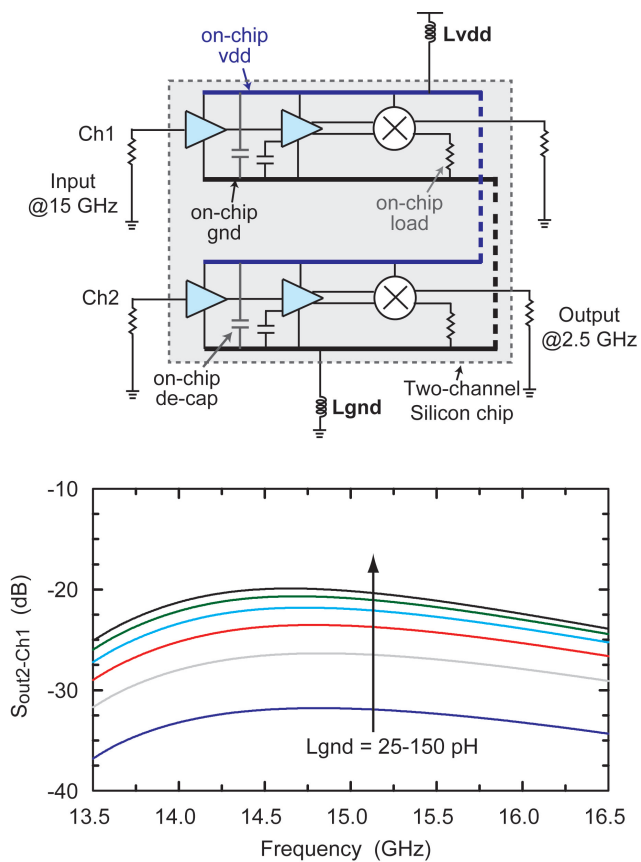 on-chip
vdd
Lvdd
Ch1
Input
@15 GHz
on-chip
gnd
on-chip
load
Ch2
Output
@2.5 GHz
on-chip
de-cap
Lgnd
Two-channel
Silicon chip
-10
-20
-30
-40
Sout2-Ch1 (dB)
Lgnd = 25-150 pH
13.5 14.0 14.5 15.0 15.5 16.0 16.5
Frequency (GHz)